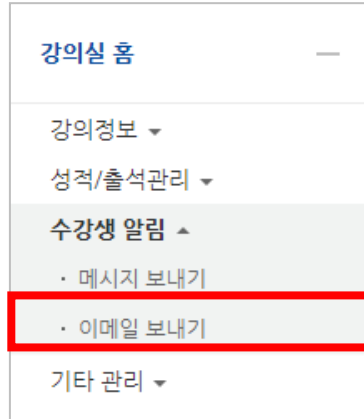 강의실 홈 —
강의정보 ▾
성적/출석관리 ▾
수강생 알림 ▴
· 메시지 보내기
· 이메일 보내기
기타 관리 ▾